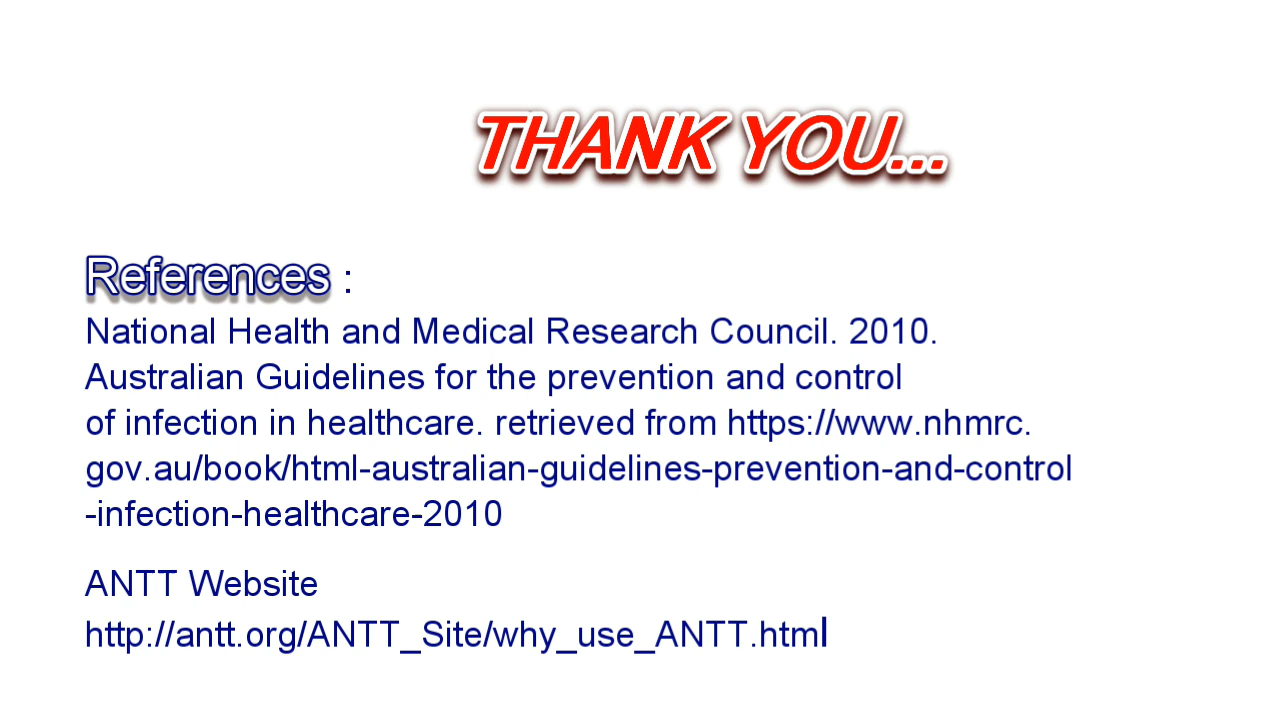 THANK YOU...
References :
National Health and Medical Research Council. 2010.
Australian Guidelines for the prevention and control
of infection in healthcare. retrieved from https://www.nhmrc.
gov.au/book/html-australian-guidelines-prevention-and-control
-infection-healthcare-2010
ANTT Website
http://antt.org/ANTT_Site/why_use_ANTT.html